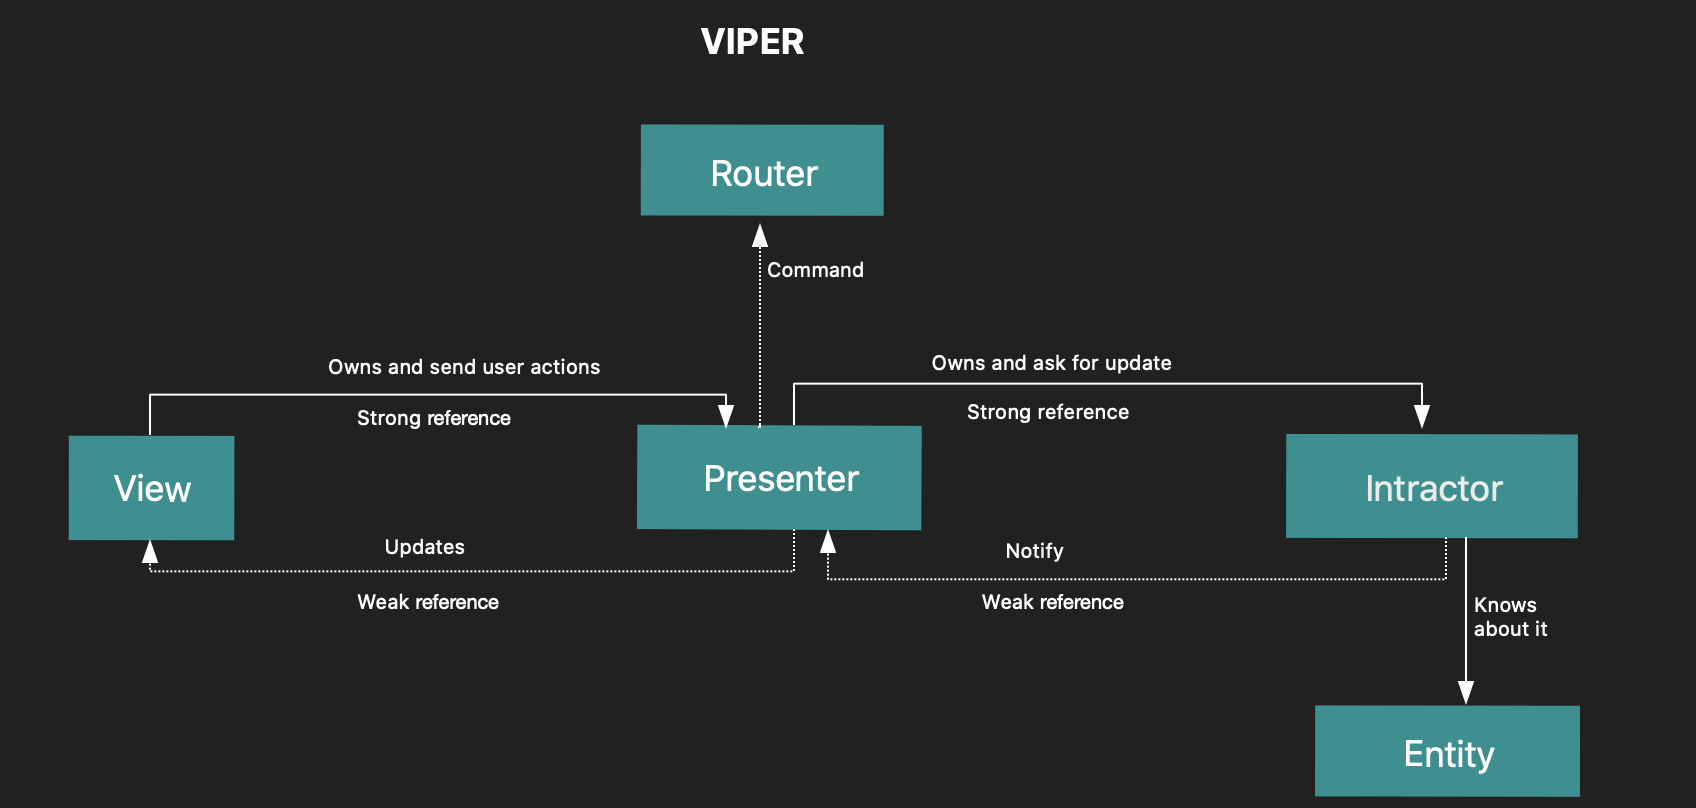 VIPER
Router
Command
Owns and send user actions
Strong reference
Owns and ask for update
Strong reference
View
Presenter
Intractor
Updates
Weak reference
Notify
Weak reference
Knows
about it
Entity